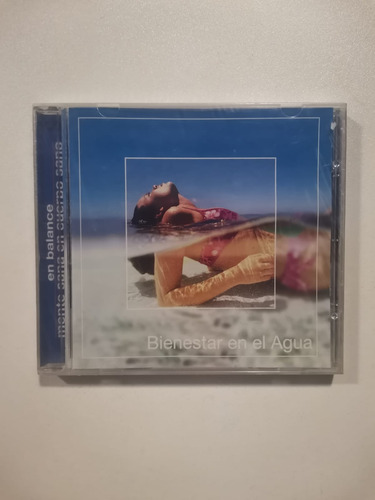 en balance
mente sana en cuerpo sano
Bienestar en el Agua